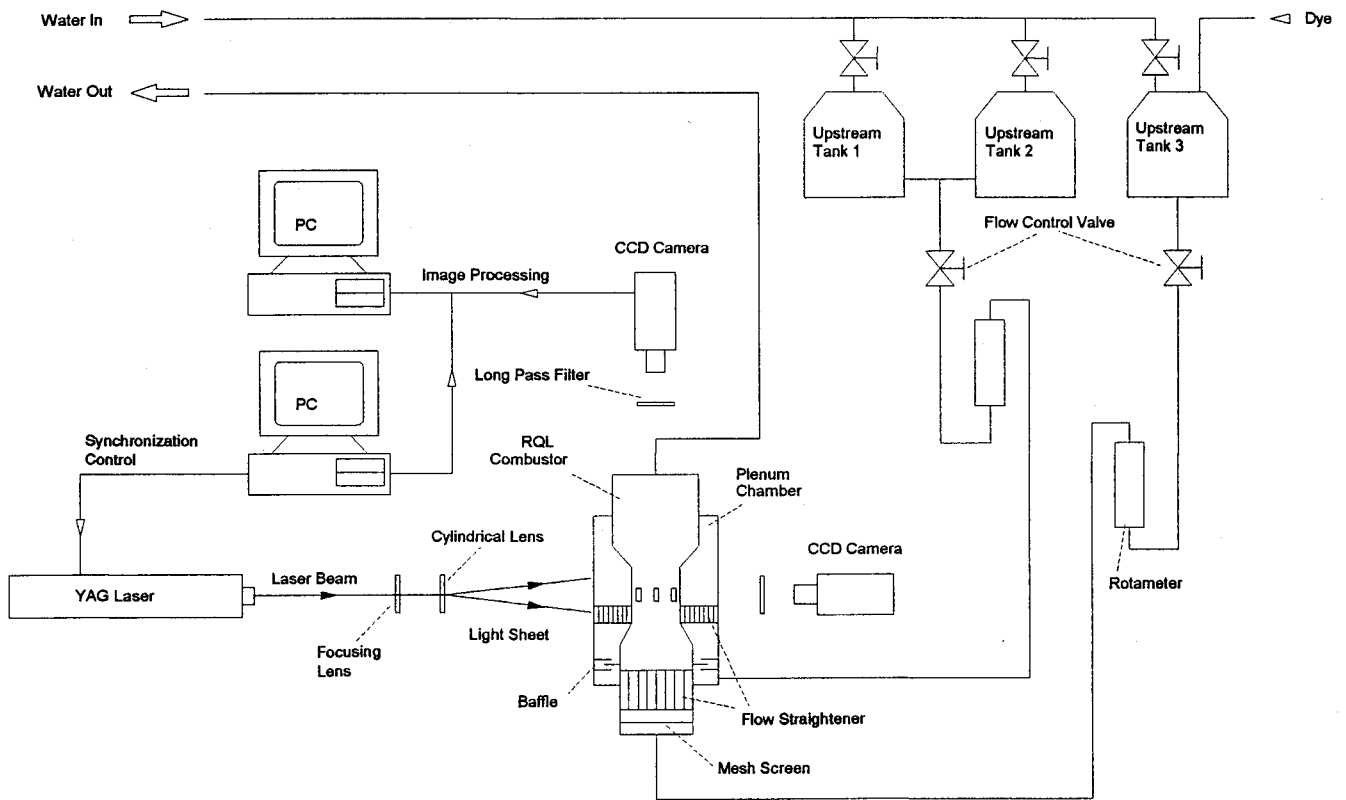 Water In
Dye
Water Out
Upstream
Tank 1
Upstream
Tank 2
Upstream
Tank 3
PC
Flow Control Valve
CCD Camera
Image Processing
Long Pass Filter
PC
Synchronization
Control
RQL
Combustor
Plenum
Chamber
Cylindrical Lens
CCD Camera
Laser Beam
YAG Laser
Rotameter
Light Sheet
Focusing
Lens
Baffle
Flow Straightener
Mesh Screen